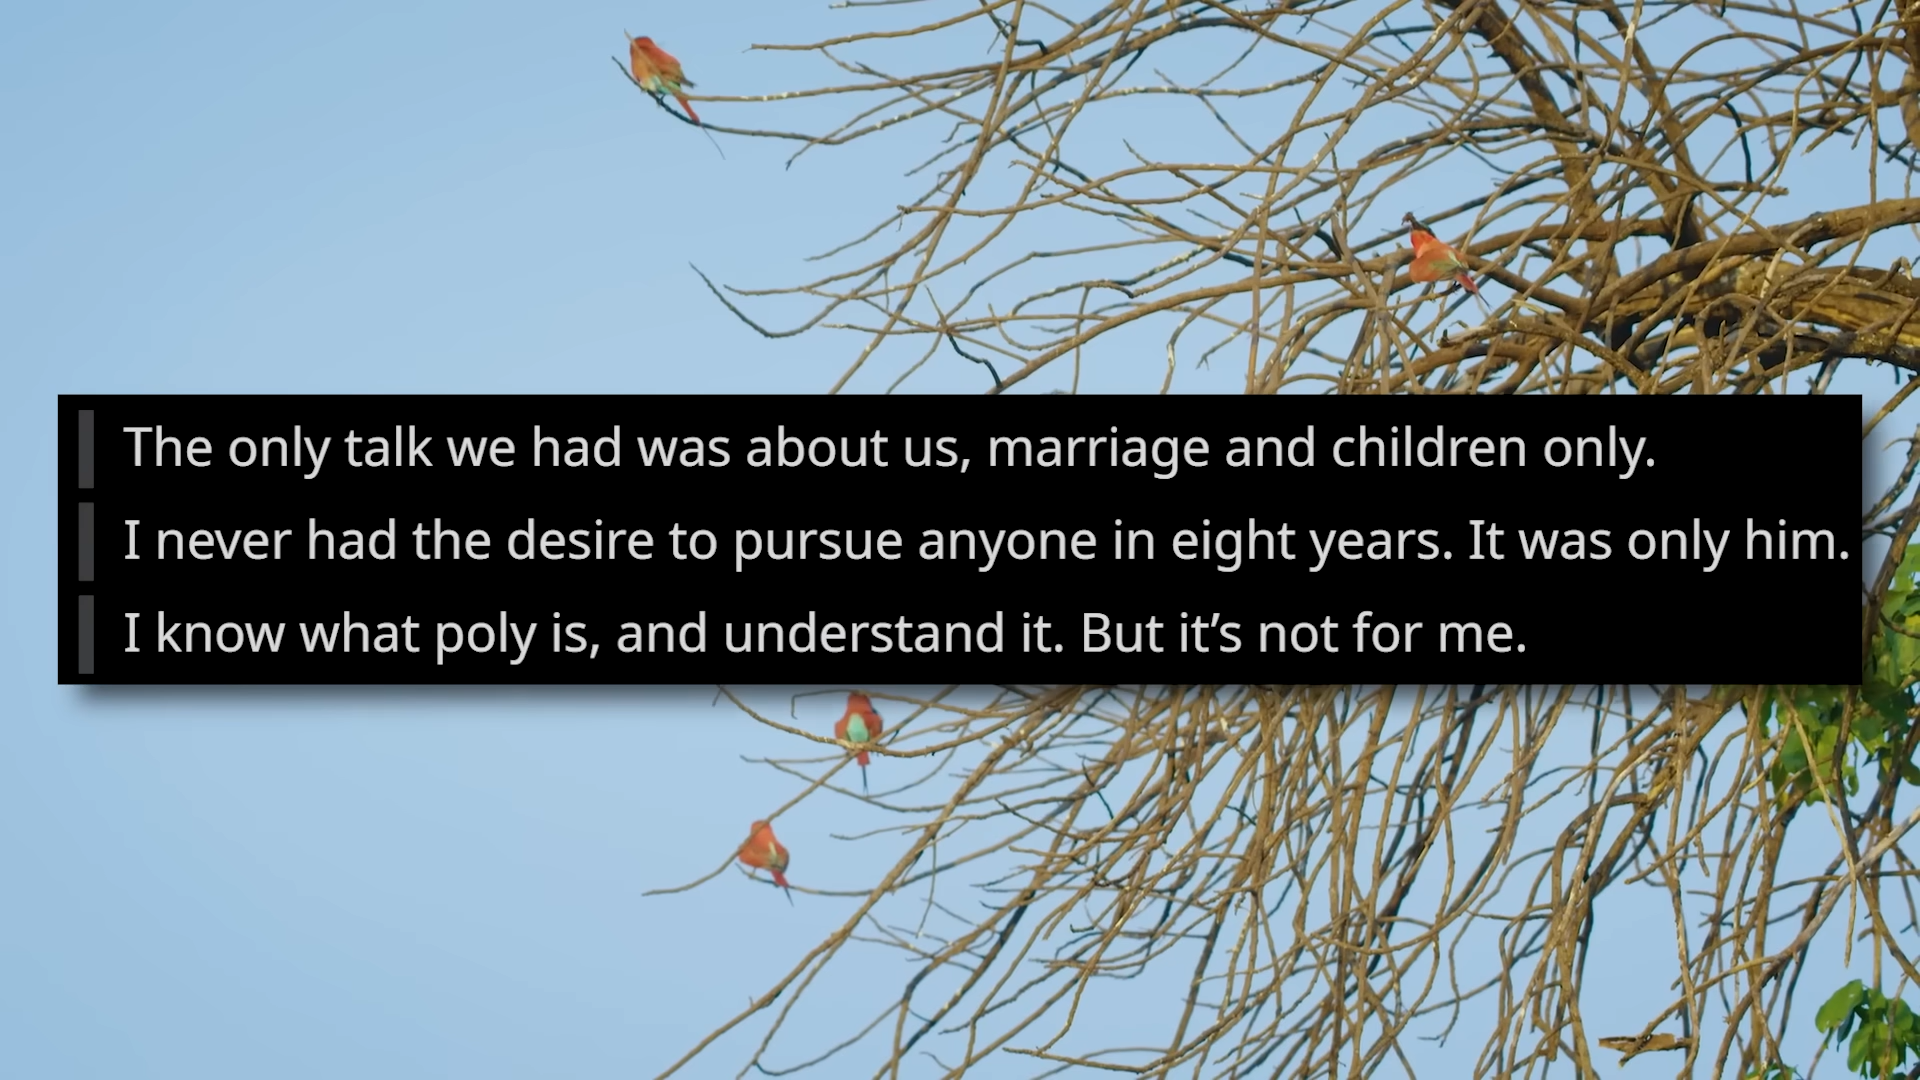 The only talk we had was about us, marriage and children only.
I never had the desire to pursue anyone in eight years. It was only him.
I know what poly is, and understand it. But it’s not for me.